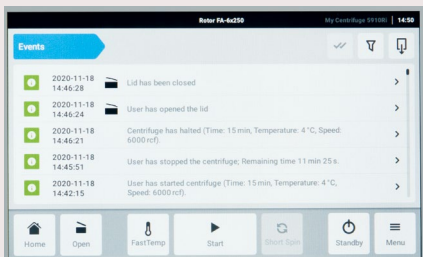 Rotor FA-6x250
My Centrifuge 5910Ri | 14:50
Events
2020-11-18
14:46:28
Lid has been closed
2020-11-18
14:46:24
User has opened the lid
2020-11-18
14:46:21
Centrifuge has halted (Time: 15 min, Temperature: 4 °C, Speed:
6000 rcf).
2020-11-18
14:45:51
User has stopped the centrifuge; Remaining time 11 min 25 s.
2020-11-18
14:42:15
User has started centrifuge (Time: 15 min, Temperature: 4 °C,
Speed: 6000 rcf).
Home
Open
FastTemp
Start
Short Spin
Standby
Menu